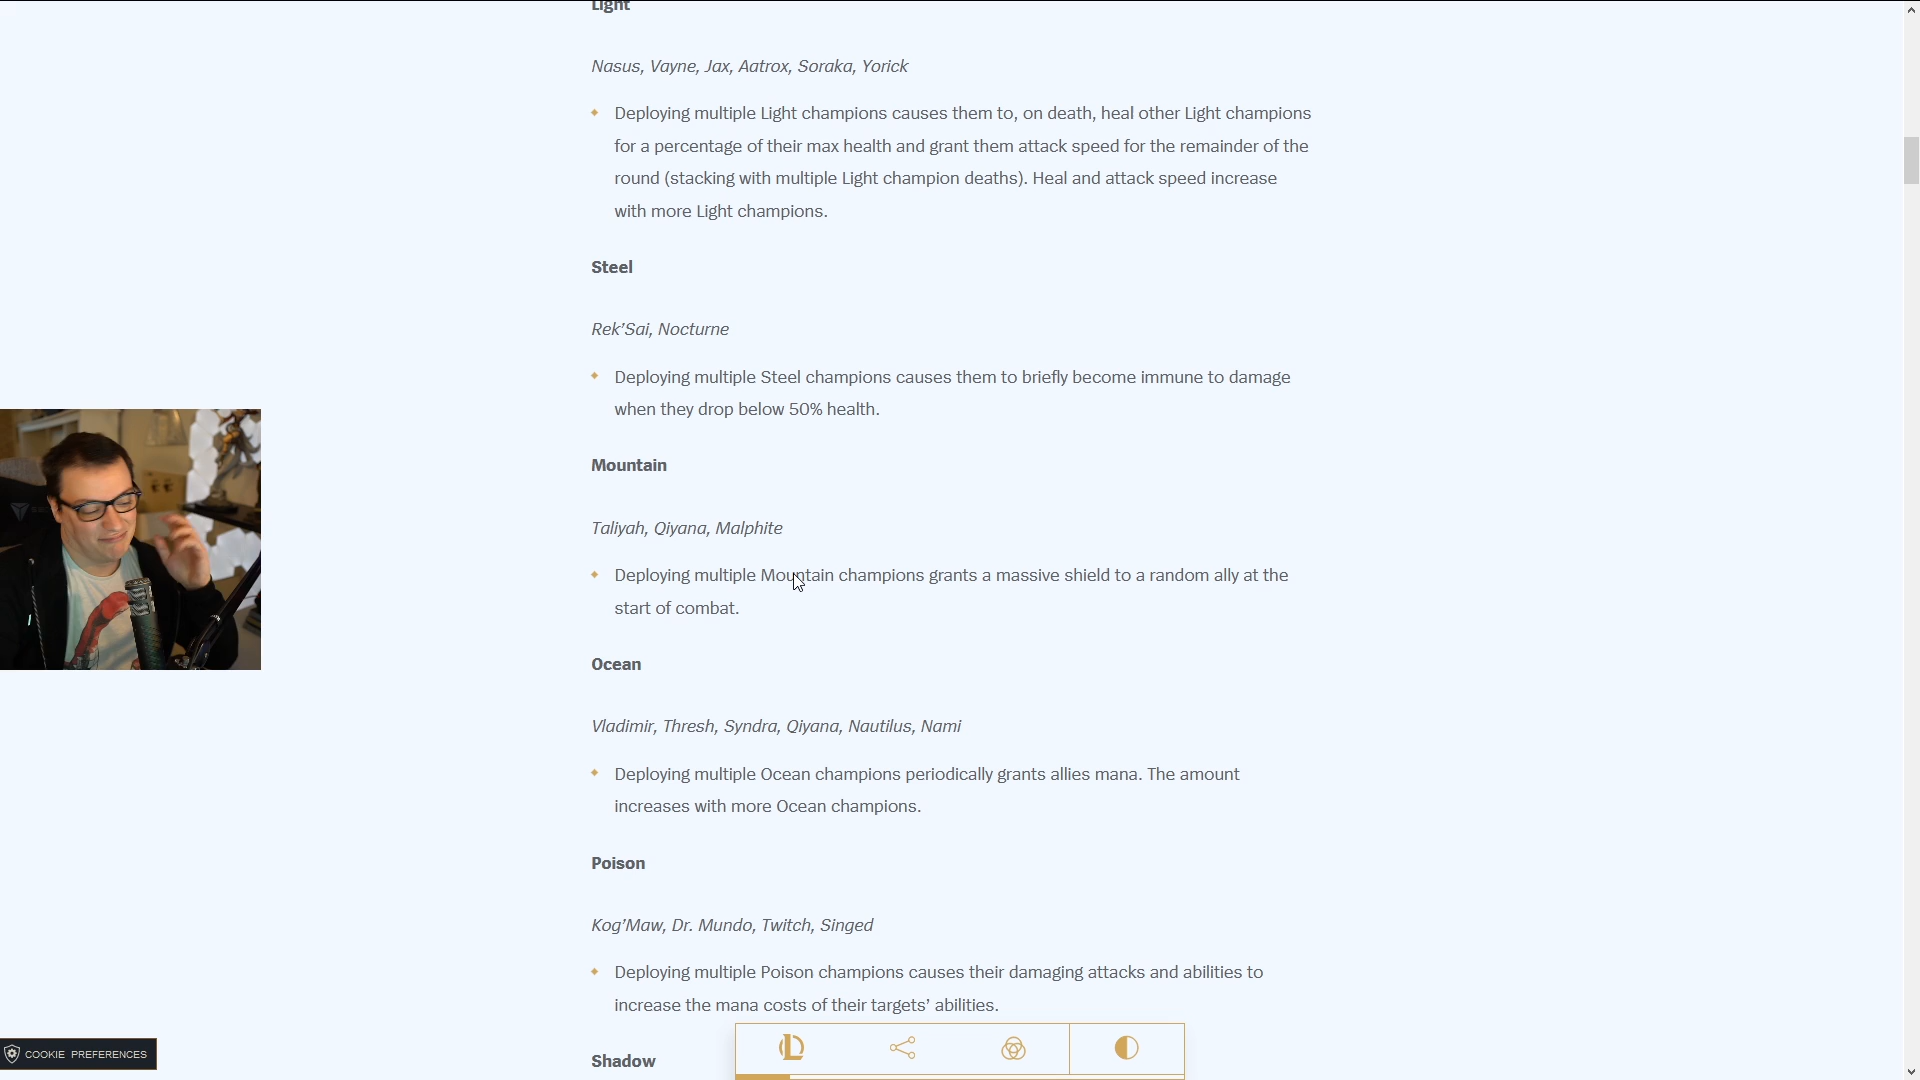 Light
Nasus, Vayne, Jax, Aatrox, Soraka, Yorick
Deploying multiple Light champions causes them to, on death, heal other Light champions
for a percentage of their max health and grant them attack speed for the remainder of the
round (stacking with multiple Light champion deaths). Heal and attack speed increase
with more Light champions.
Steel
Rek’Sai, Nocturne
Deploying multiple Steel champions causes them to briefly become immune to damage
when they drop below 50% health.
Mountain
Taliyah, Qiyana, Malphite
Deploying multiple Mountain champions grants a massive shield to a random ally at the
start of combat.
Ocean
Vladimir, Thresh, Syndra, Qiyana, Nautilus, Nami
Deploying multiple Ocean champions periodically grants allies mana. The amount
increases with more Ocean champions.
Poison
Kog’Maw, Dr. Mundo, Twitch, Singed
Deploying multiple Poison champions causes their damaging attacks and abilities to
increase the mana costs of their targets’ abilities.
Shadow
COOKIE PREFERENCES